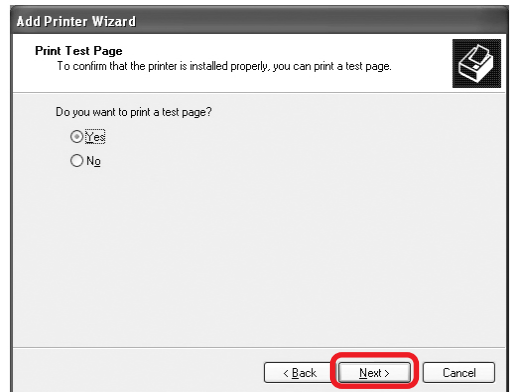 Add Printer Wizard
Print Test Page
To confirm that the printer is installed properly, you can print a test page.
Do you want to print a test page?
Yes
No
< Back
Next >
Cancel